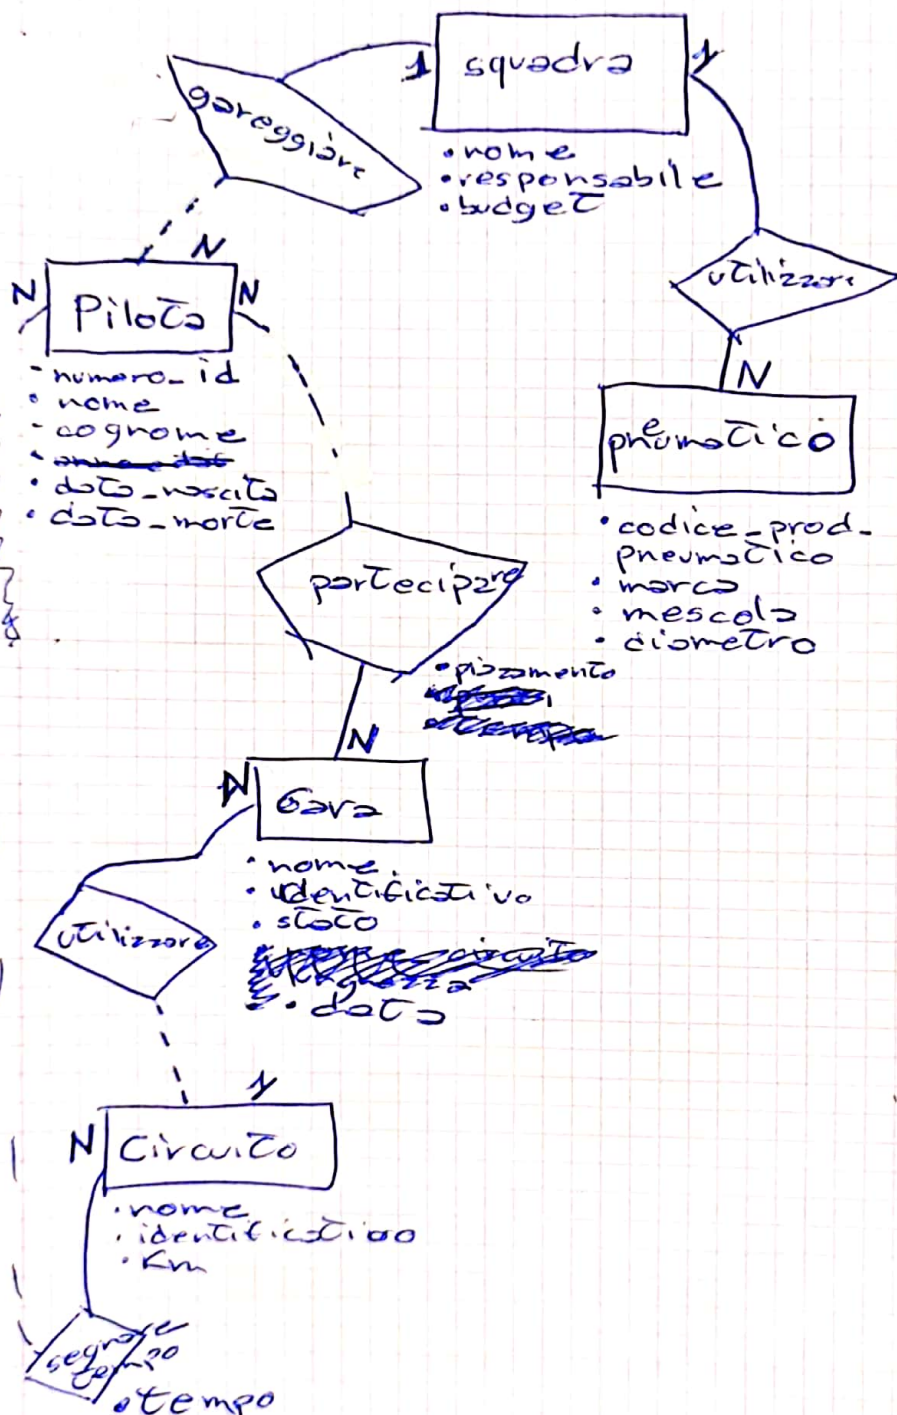 squadra
1
1
gareggiare
• nome
• responsabile
• budget
N
N
N
Pilota
utilizzare
N
• numero_id
• nome
• cognome
• data_nascita
• data_morte
pneumatico
• codice_prod_
pneumatico
• marca
• mescola
• diametro
partecipare
• piazzamento
N
N
Gara
• nome
• identificativo
• stato
• data
utilizzare
1
N
Circuito
• nome
• identificativo
• Km
segnare
tempo
• tempo